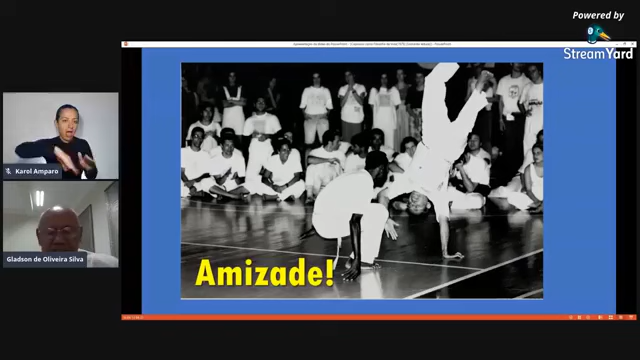 Powered by
StreamYard
Karol Amparo
Gladson de Oliveira Silva
Amizade!